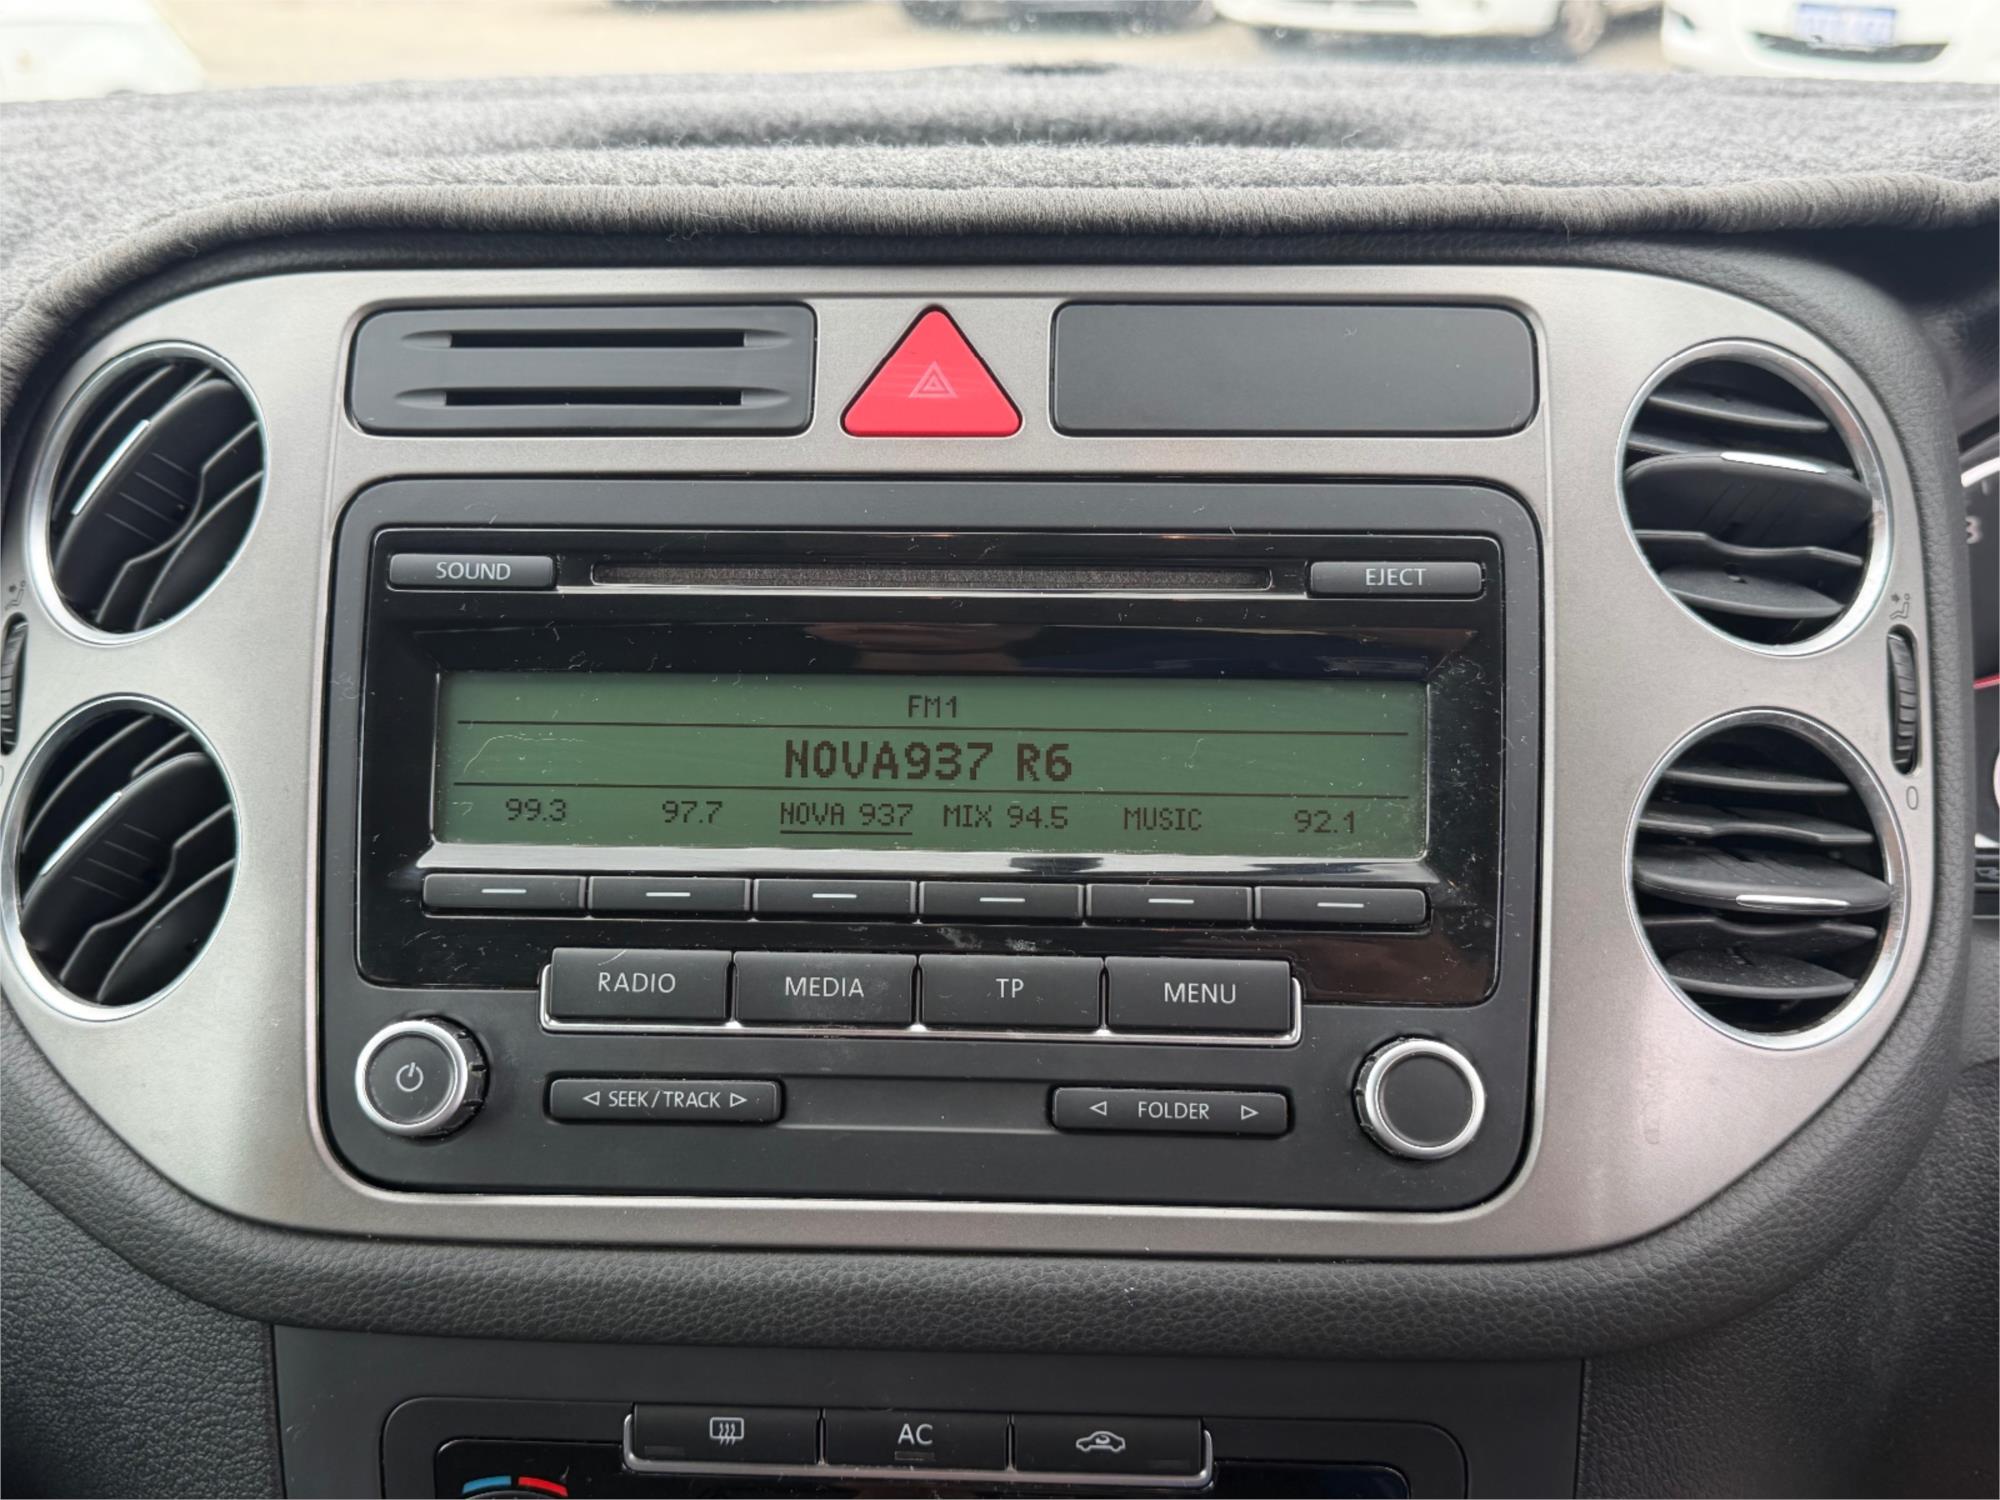 SOUND
EJECT
FM1
NOVA937 R6
99.3 97.7 NOVA 937 MIX 94.5 MUSIC 92.1
RADIO MEDIA TP MENU
SEEK/TRACK
FOLDER
0
AC